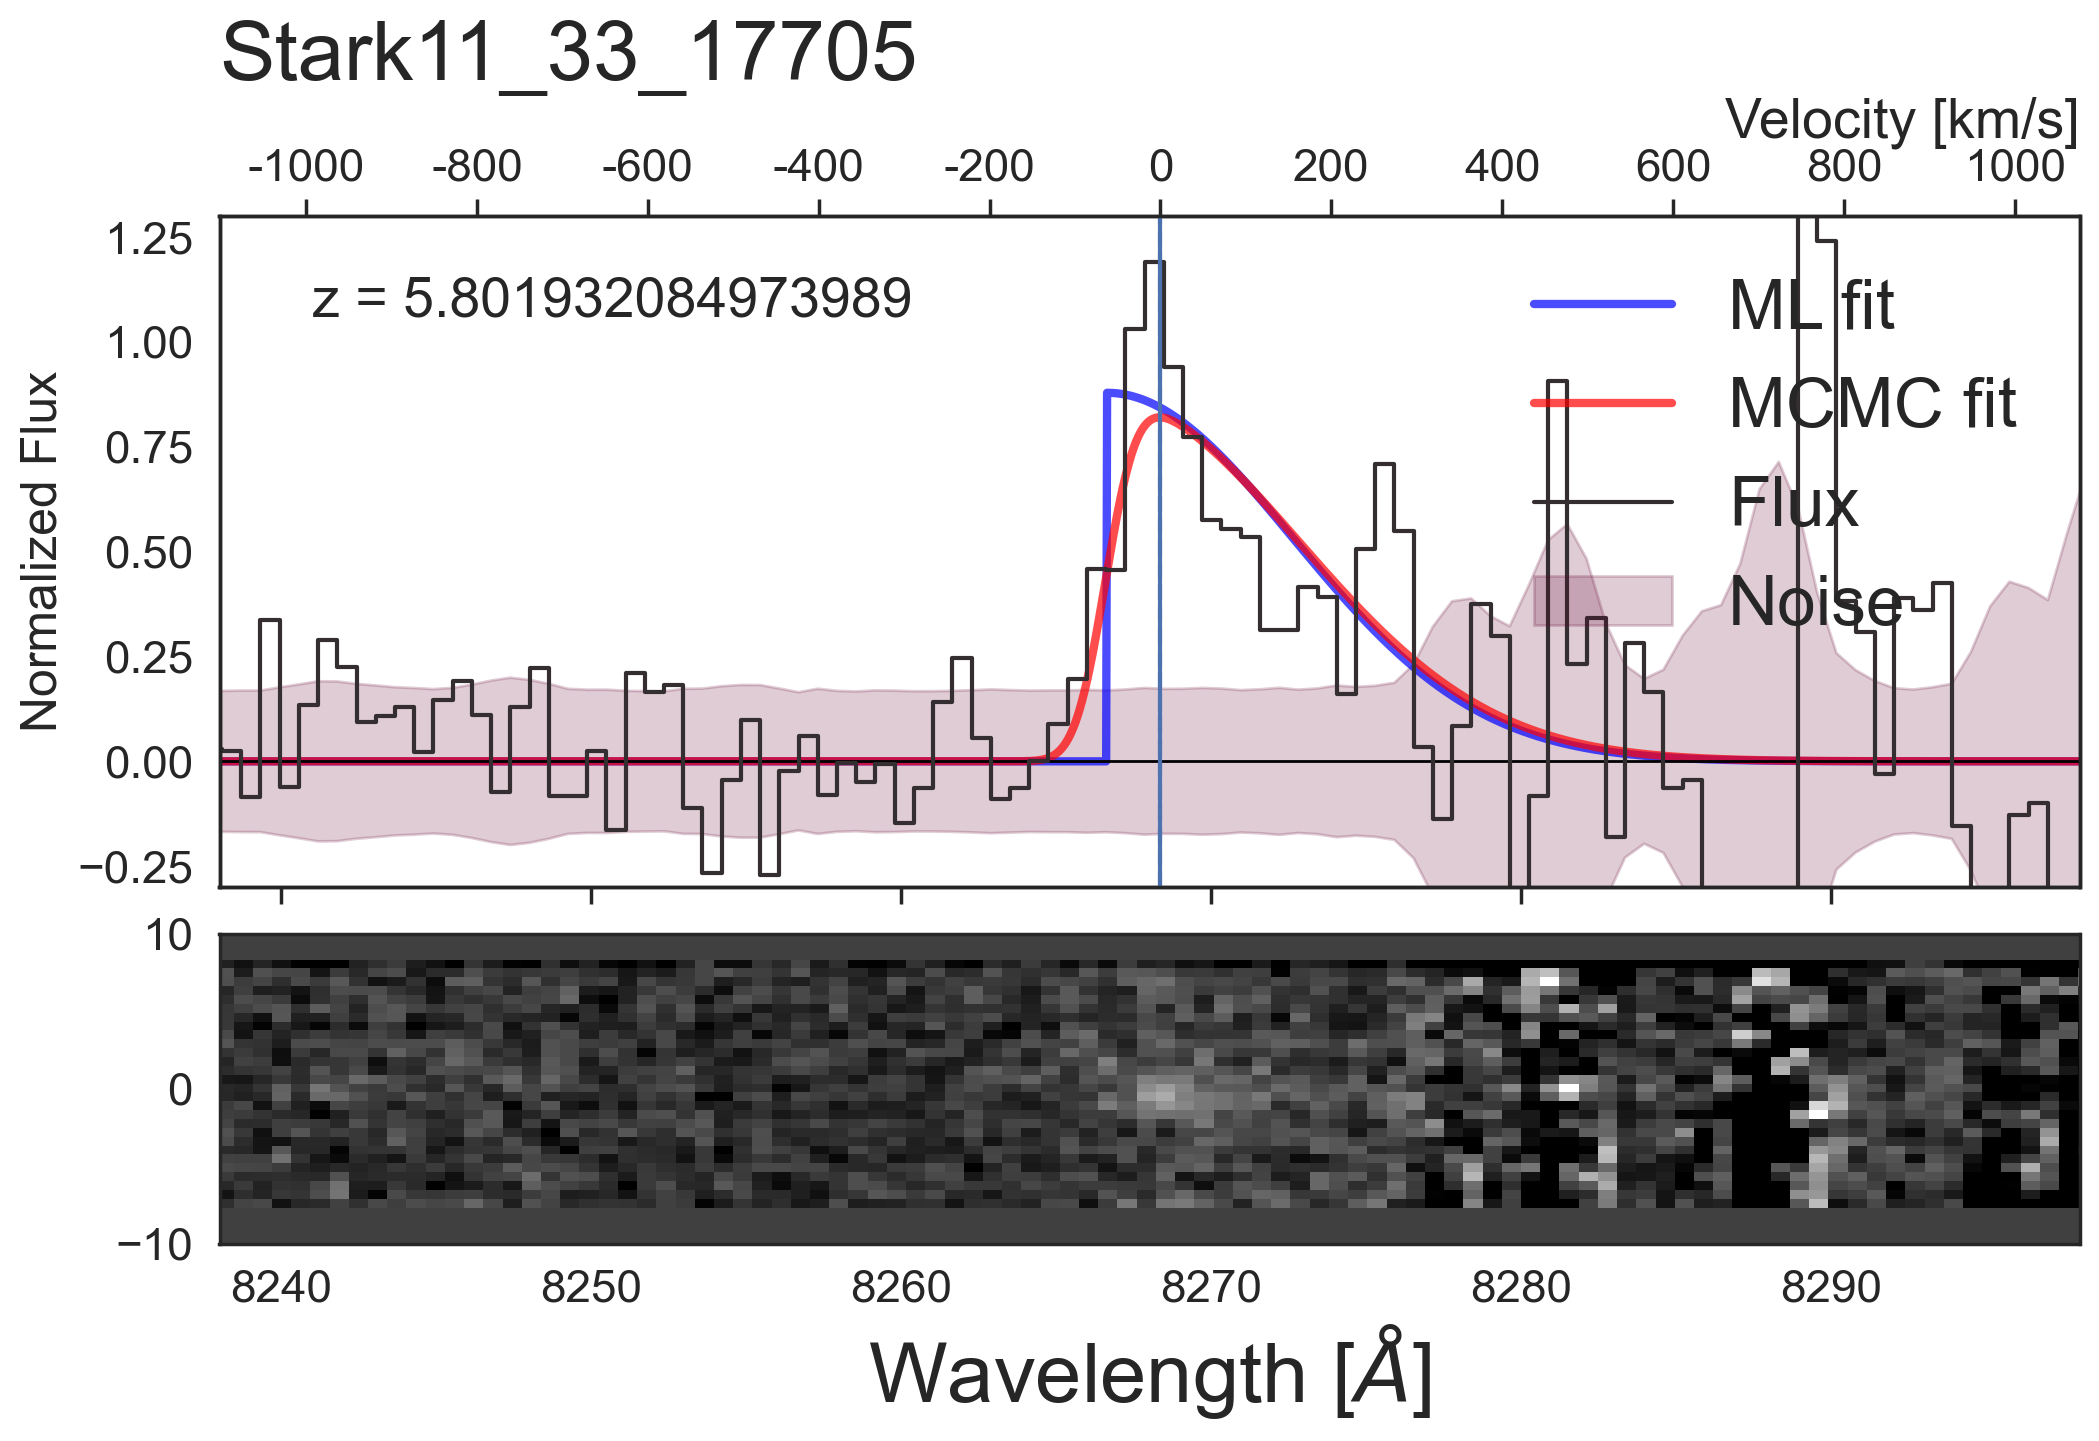 Stark11_33_17705
Velocity [km/s]
-1000 -800 -600 -400 -200 0 200 400 600 800 1000
1.25
1.00
0.75
0.50
0.25
0.00
−0.25
Normalized Flux
z = 5.801932084973989
ML fit
MCMC fit
Flux
Noise
10
0
−10
8240 8250 8260 8270 8280 8290
Wavelength [Å]